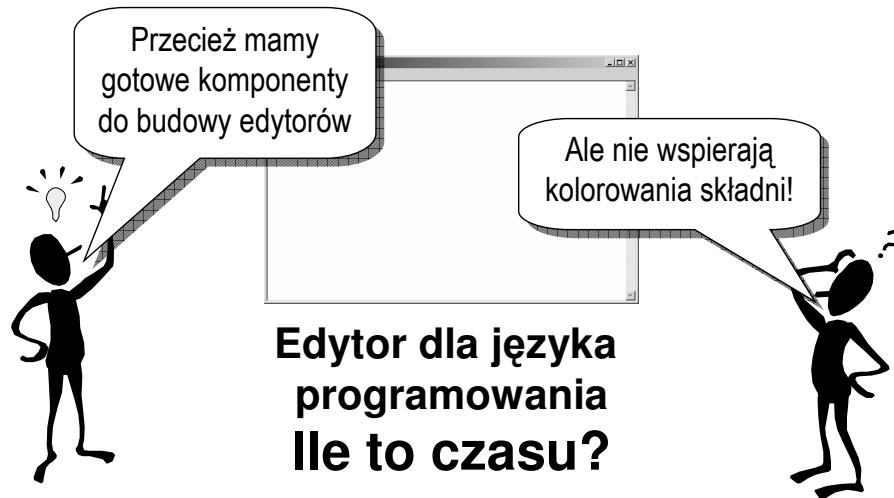 Przecież mamy
gotowe komponenty
do budowy edytorów
Ale nie wspierają
kolorowania składni!
Edytor dla języka
programowania
Ile to czasu?